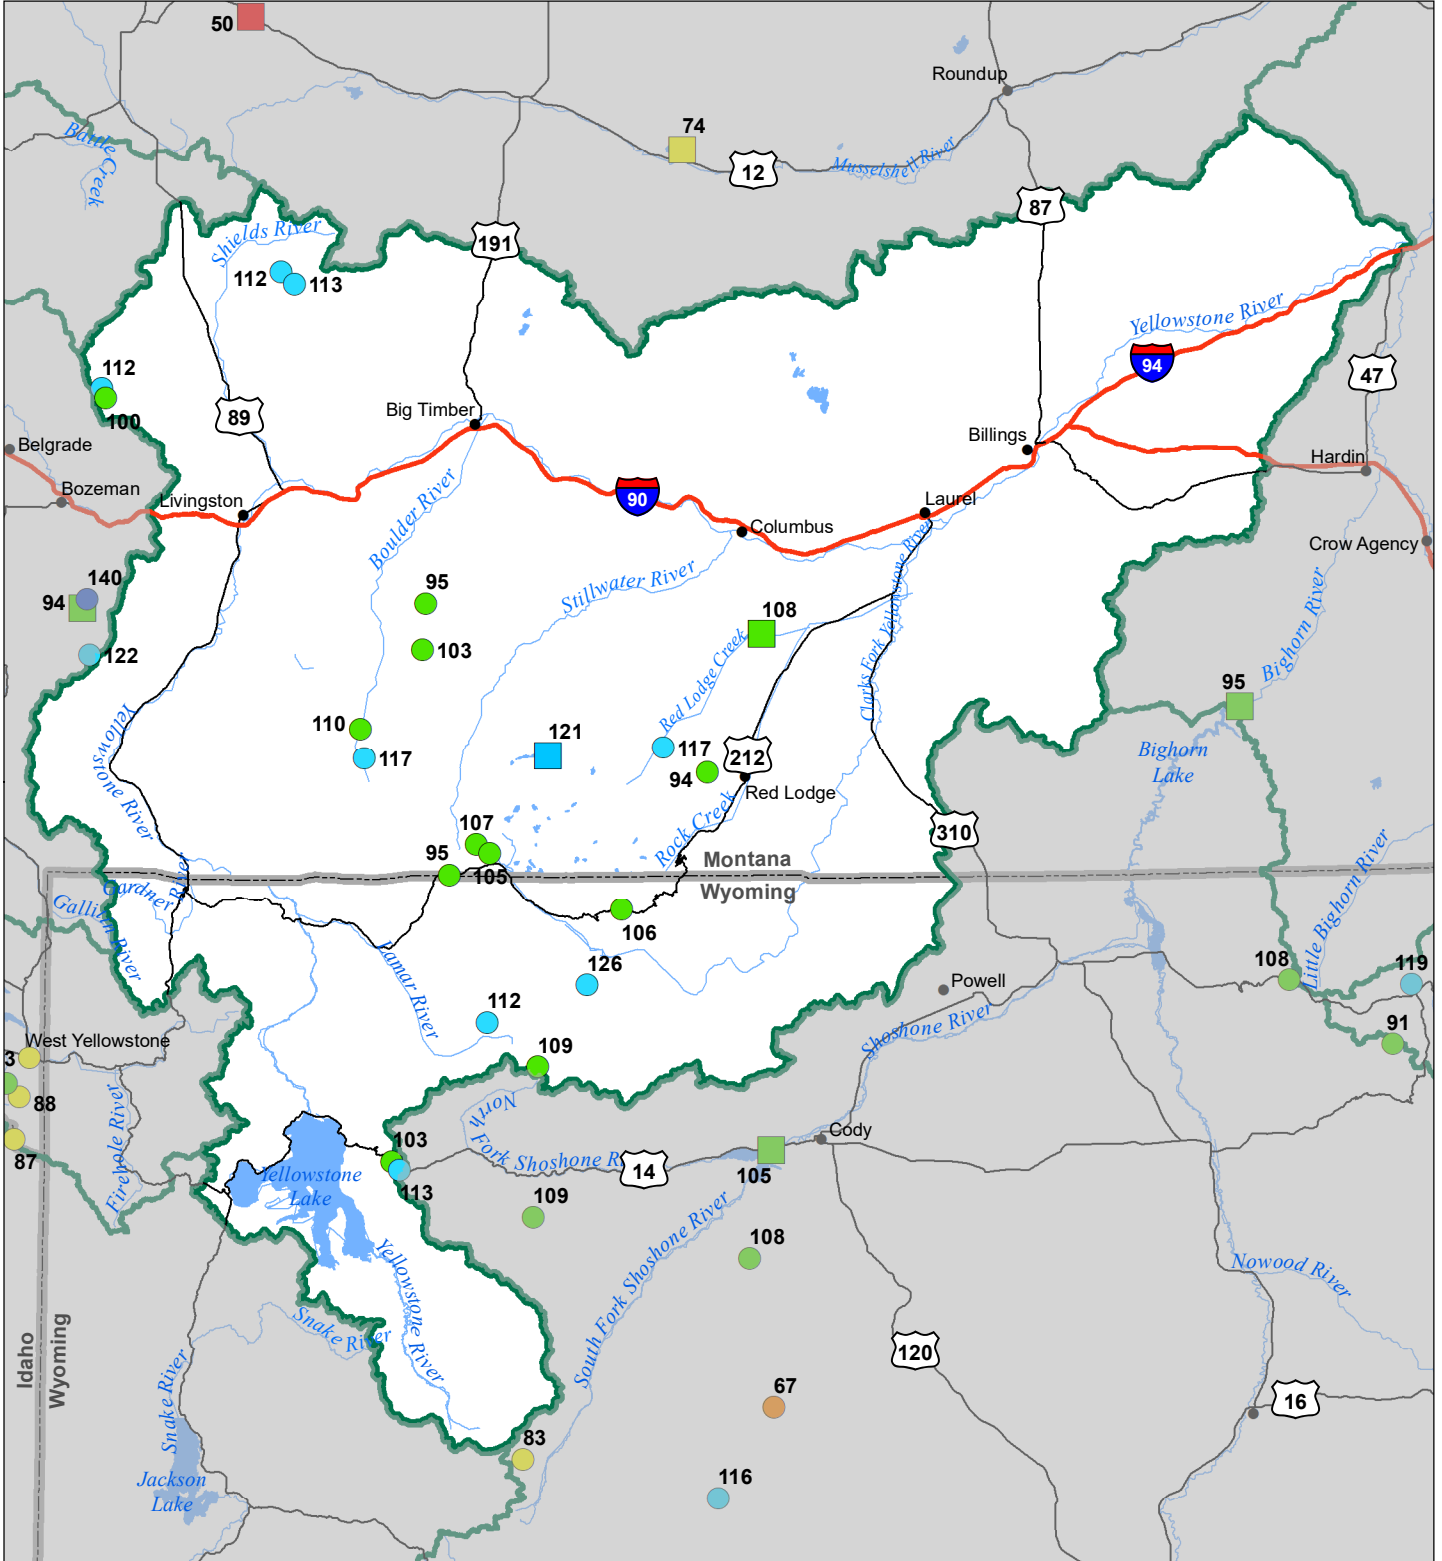 50
Roundup
74
12
Musselshell River
Battle
Creek
87
191
Shields River
112
113
Yellowstone River
94
47
112
100
89
Big Timber
Billings
Belgrade
Hardin
Bozeman
Livingston
90
Laurel
Columbus
Crow Agency
Boulder River
Stillwater River
Clarks Fork Yellowstone River
140
94
95
108
103
122
Bighorn River
95
Red Lodge Creek
110
117
121
117
94
212
Red Lodge
Bighorn
Lake
Yellowstone River
310
107
95
105
Rock Creek
Montana
Wyoming
Little Bighorn River
Gardner River
Gallitin River
106
126
108
119
Powell
Lamar River
112
Shoshone River
91
West Yellowstone
3
88
87
109
Firehole River
North
Fork Shoshone R
14
Cody
105
103
113
Yellowstone
Lake
109
108
South Fork Shoshone River
Yellowstone River
Nowood River
Snake River
Idaho
Wyoming
120
16
67
Snake River
83
116
Jackson
Lake